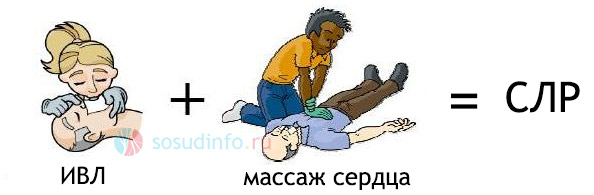 + = СЛР
sosudinfo.ru
ИВЛ
массаж сердца